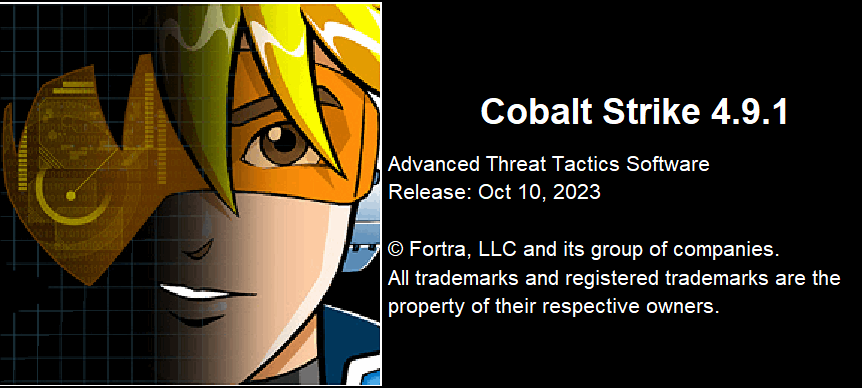 Cobalt Strike 4.9.1
Advanced Threat Tactics Software
Release: Oct 10, 2023
© Fortra, LLC and its group of companies.
All trademarks and registered trademarks are the
property of their respective owners.